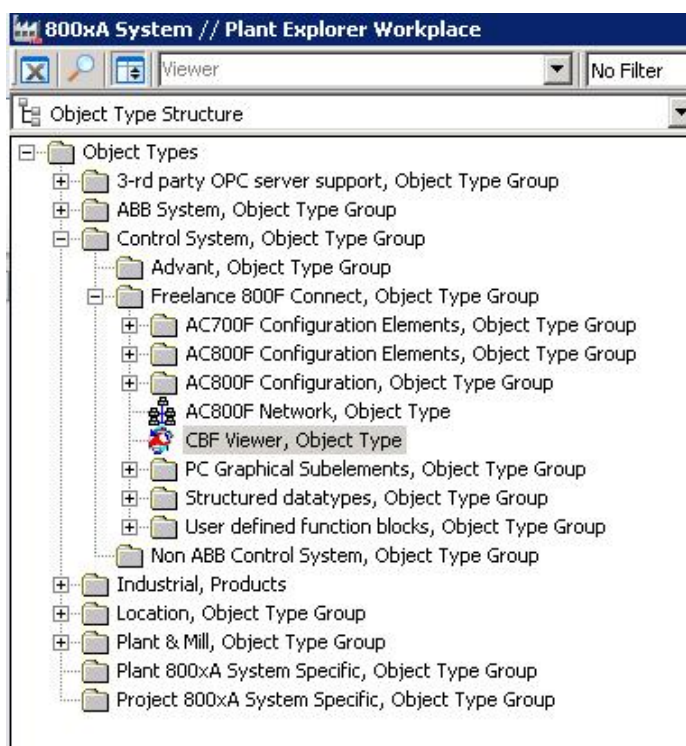 800xA System // Plant Explorer Workplace
Viewer No Filter
Object Type Structure
Object Types
3-rd party OPC server support, Object Type Group
ABB System, Object Type Group
Control System, Object Type Group
Advant, Object Type Group
Freelance 800F Connect, Object Type Group
AC700F Configuration Elements, Object Type Group
AC800F Configuration Elements, Object Type Group
AC800F Configuration, Object Type Group
AC800F Network, Object Type
CBF Viewer, Object Type
PC Graphical Subelements, Object Type Group
Structured datatypes, Object Type Group
User defined function blocks, Object Type Group
Non ABB Control System, Object Type Group
Industrial, Products
Location, Object Type Group
Plant & Mill, Object Type Group
Plant 800xA System Specific, Object Type Group
Project 800xA System Specific, Object Type Group